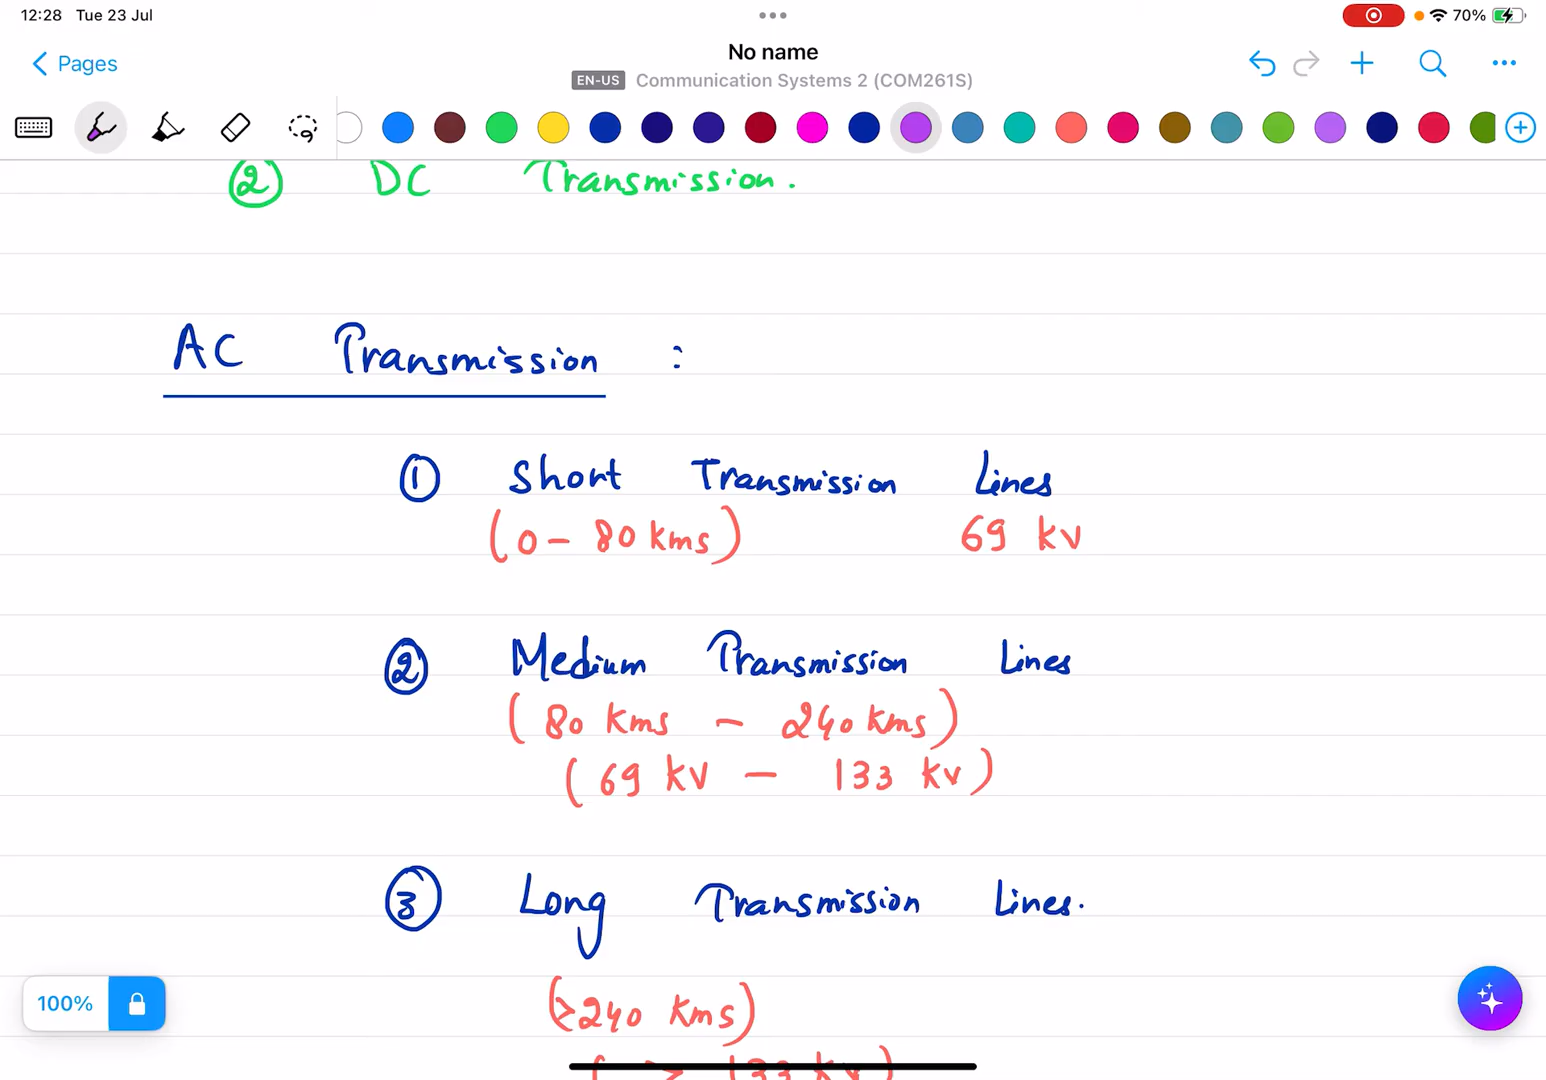 12:28 Tue 23 Jul
70%
Pages
No name
EN-US Communication Systems 2 (COM261S)
② DC Transmission.
AC Transmission :
① Short Transmission Lines
(0 - 80 kms) 69 kv
② Medium Transmission Lines
(80 kms - 240 kms)
(69 kv - 133 kv)
③ Long Transmission Lines.
(>240 kms)
(> 133 kv)
100%